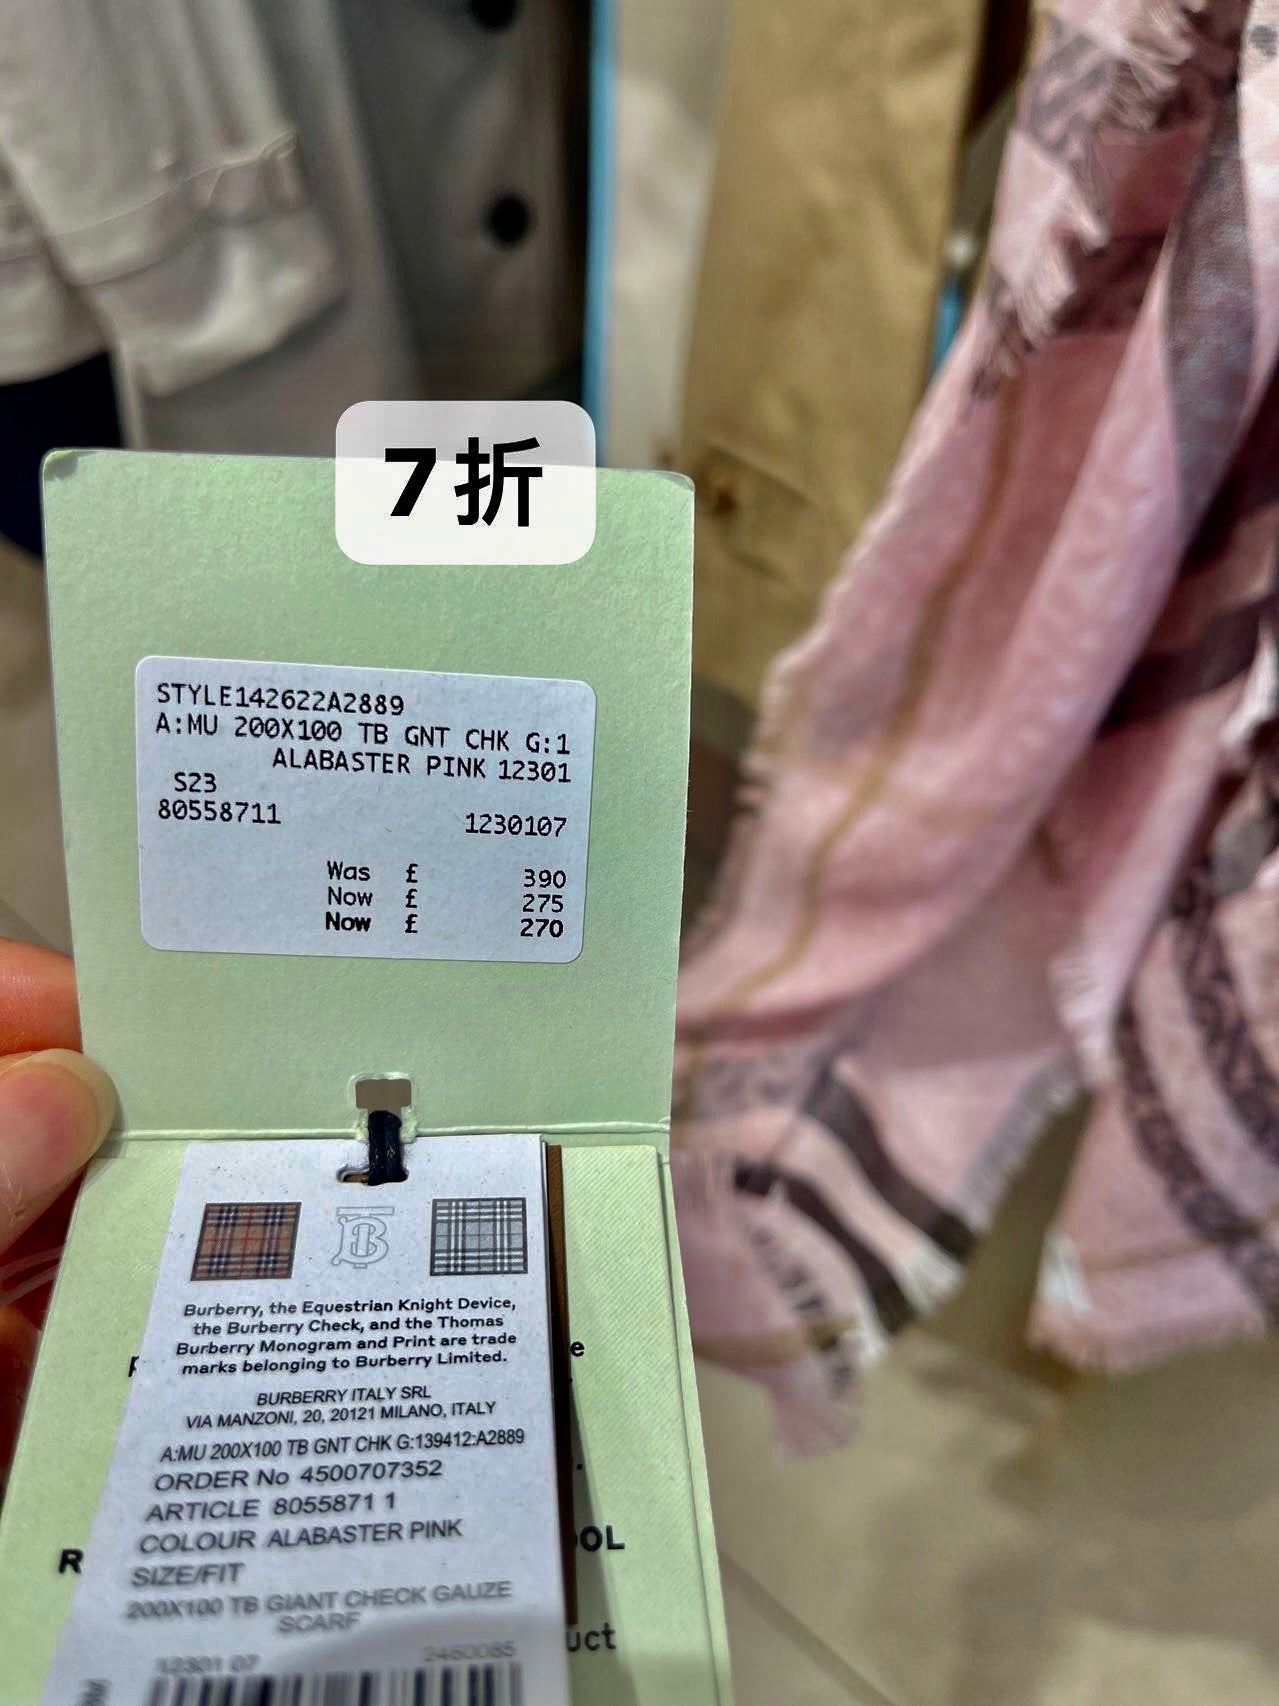 7折
STYLE142622A2889
A:MU 200X100 TB GNT CHK G:1
ALABASTER PINK 12301
S23
80558711 1230107
Was £ 390
Now £ 275
Now £ 270
Burberry, the Equestrian Knight Device,
the Burberry Check, and the Thomas
Burberry Monogram and Print are trade
marks belonging to Burberry Limited.
BURBERRY ITALY SRL
VIA MANZONI, 20, 20121 MILANO, ITALY
A:MU 200X100 TB GNT CHK G:139412:A2889
ORDER No 4500707352
ARTICLE 8055871 1
COLOUR ALABASTER PINK
SIZE/FIT
200X100 TB GIANT CHECK GAUZE
SCARF
12301 07 2460085